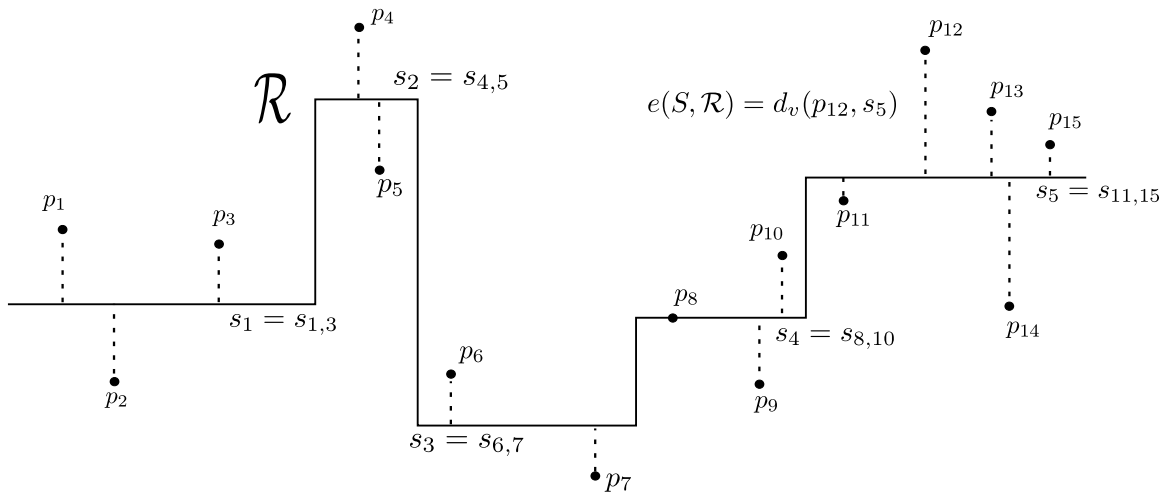 p₄
p₁₂
ℛ
s₂ = s₄,₅
e(S, ℛ) = dᵥ(p₁₂, s₅)
p₁₃
p₁₅
p₅
s₅ = s₁₁,₁₅
p₁
p₃
p₁₁
p₁₀
p₈
s₁ = s₁,₃
s₄ = s₈,₁₀
p₁₄
p₆
p₂
p₉
s₃ = s₆,₇
p₇